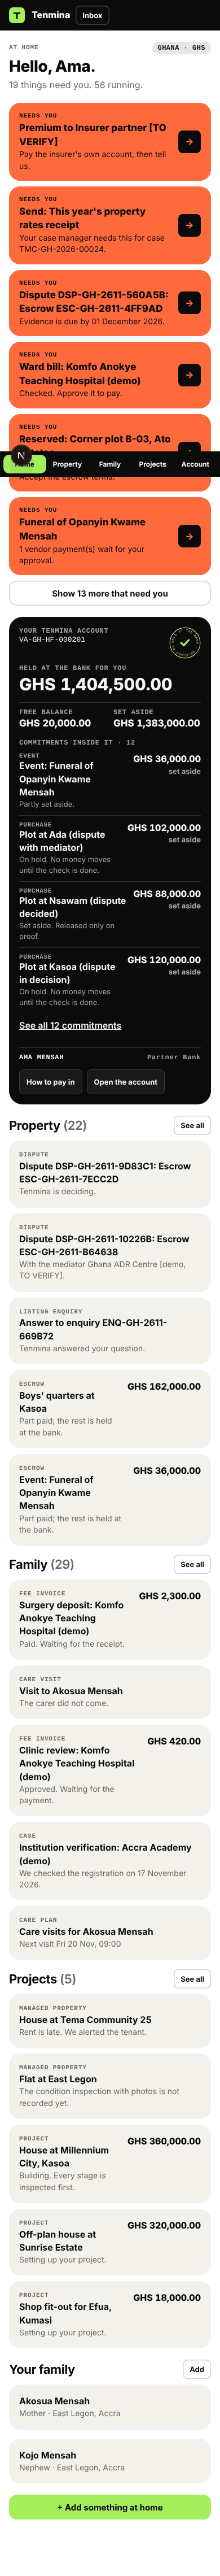 Tenmina
Inbox
AT HOME
GHANA · GHS
Hello, Ama.
19 things need you. 58 running.
NEEDS YOU
Premium to Insurer partner [TO
VERIFY]
Pay the insurer's own account, then tell
us.
NEEDS YOU
Send: This year's property
rates receipt
Your case manager needs this for case
TMC-GH-2026-00024.
NEEDS YOU
Dispute DSP-GH-2611-560A5B:
Escrow ESC-GH-2611-4FF9AD
Evidence is due by 01 December 2026.
NEEDS YOU
Ward bill: Komfo Anokye
Teaching Hospital (demo)
Checked. Approve it to pay.
NEEDS YOU
Reserved: Corner plot B-03, Ato
N
Property
Family
Projects
Account
Accept the escrow terms.
NEEDS YOU
Funeral of Opanyin Kwame
Mensah
1 vendor payment(s) wait for your
approval.
Show 13 more that need you
YOUR TENMINA ACCOUNT
VA-GH-HF-000201
HELD AT THE BANK FOR YOU
GHS 1,404,500.00
FREE BALANCE
SET ASIDE
GHS 20,000.00
GHS 1,383,000.00
COMMITMENTS INSIDE IT · 12
EVENT
Event: Funeral of
Opanyin Kwame
Mensah
Partly set aside.
GHS 36,000.00
set aside
PURCHASE
Plot at Ada (dispute
with mediator)
On hold. No money moves
until the check is done.
GHS 102,000.00
set aside
PURCHASE
Plot at Nsawam (dispute
decided)
Set aside. Released only on
proof.
GHS 88,000.00
set aside
PURCHASE
Plot at Kasoa (dispute
in decision)
On hold. No money moves
until the check is done.
GHS 120,000.00
set aside
See all 12 commitments
AMA MENSAH
Partner Bank
How to pay in
Open the account
Property (22)
See all
DISPUTE
Dispute DSP-GH-2611-9D83C1: Escrow
ESC-GH-2611-7ECC2D
Tenmina is deciding.
DISPUTE
Dispute DSP-GH-2611-10226B: Escrow
ESC-GH-2611-B64638
With the mediator Ghana ADR Centre [demo,
TO VERIFY].
LISTING ENQUIRY
Answer to enquiry ENQ-GH-2611-
669B72
Tenmina answered your question.
ESCROW
Boys' quarters at
Kasoa
Part paid; the rest is held
at the bank.
GHS 162,000.00
ESCROW
Event: Funeral of
Opanyin Kwame
Mensah
Part paid; the rest is held at
the bank.
GHS 36,000.00
Family (29)
See all
FEE INVOICE
Surgery deposit: Komfo
Anokye Teaching
Hospital (demo)
Paid. Waiting for the receipt.
GHS 2,300.00
CARE VISIT
Visit to Akosua Mensah
The carer did not come.
FEE INVOICE
Clinic review: Komfo
Anokye Teaching Hospital
(demo)
Approved. Waiting for the
payment.
GHS 420.00
CASE
Institution verification: Accra Academy
(demo)
We checked the registration on 17 November
2026.
CARE PLAN
Care visits for Akosua Mensah
Next visit Fri 20 Nov, 09:00
Projects (5)
See all
MANAGED PROPERTY
House at Tema Community 25
Rent is late. We alerted the tenant.
MANAGED PROPERTY
Flat at East Legon
The condition inspection with photos is not
recorded yet.
PROJECT
House at Millennium
City, Kasoa
Building. Every stage is
inspected first.
GHS 360,000.00
PROJECT
Off-plan house at
Sunrise Estate
Setting up your project.
GHS 320,000.00
PROJECT
Shop fit-out for Efua,
Kumasi
Setting up your project.
GHS 18,000.00
Your family
Add
Akosua Mensah
Mother · East Legon, Accra
Kojo Mensah
Nephew · East Legon, Accra
+ Add something at home